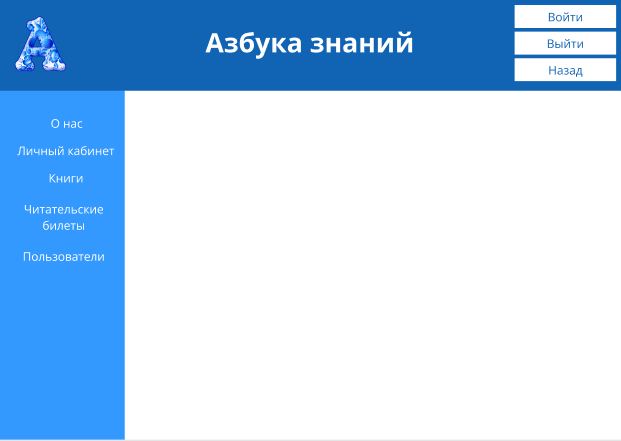 А
Азбука знаний
Войти
Выйти
Назад
О нас
Личный кабинет
Книги
Читательские
билеты
Пользователи